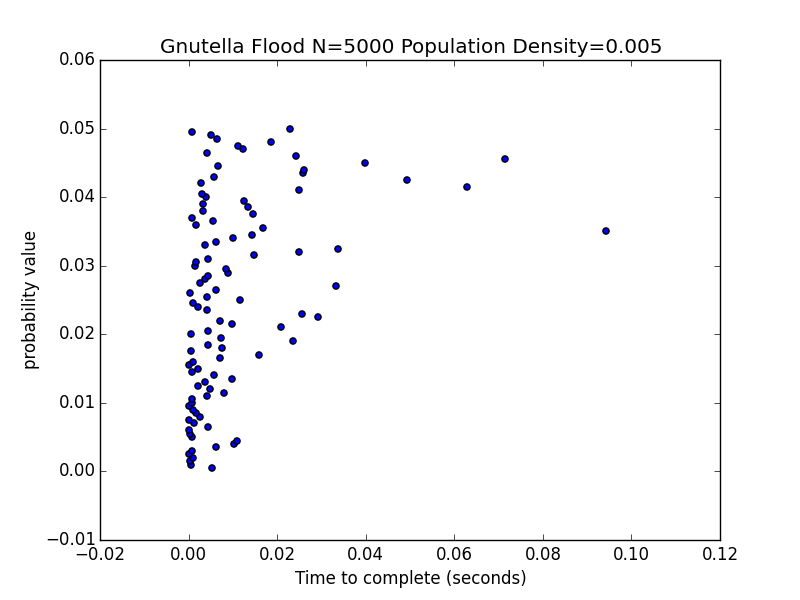 Gnutella Flood N=5000 Population Density=0.005
0.06
0.05
0.04
0.03
0.02
0.01
0.00
−0.01
probability value
−0.02 0.00 0.02 0.04 0.06 0.08 0.10 0.12
Time to complete (seconds)